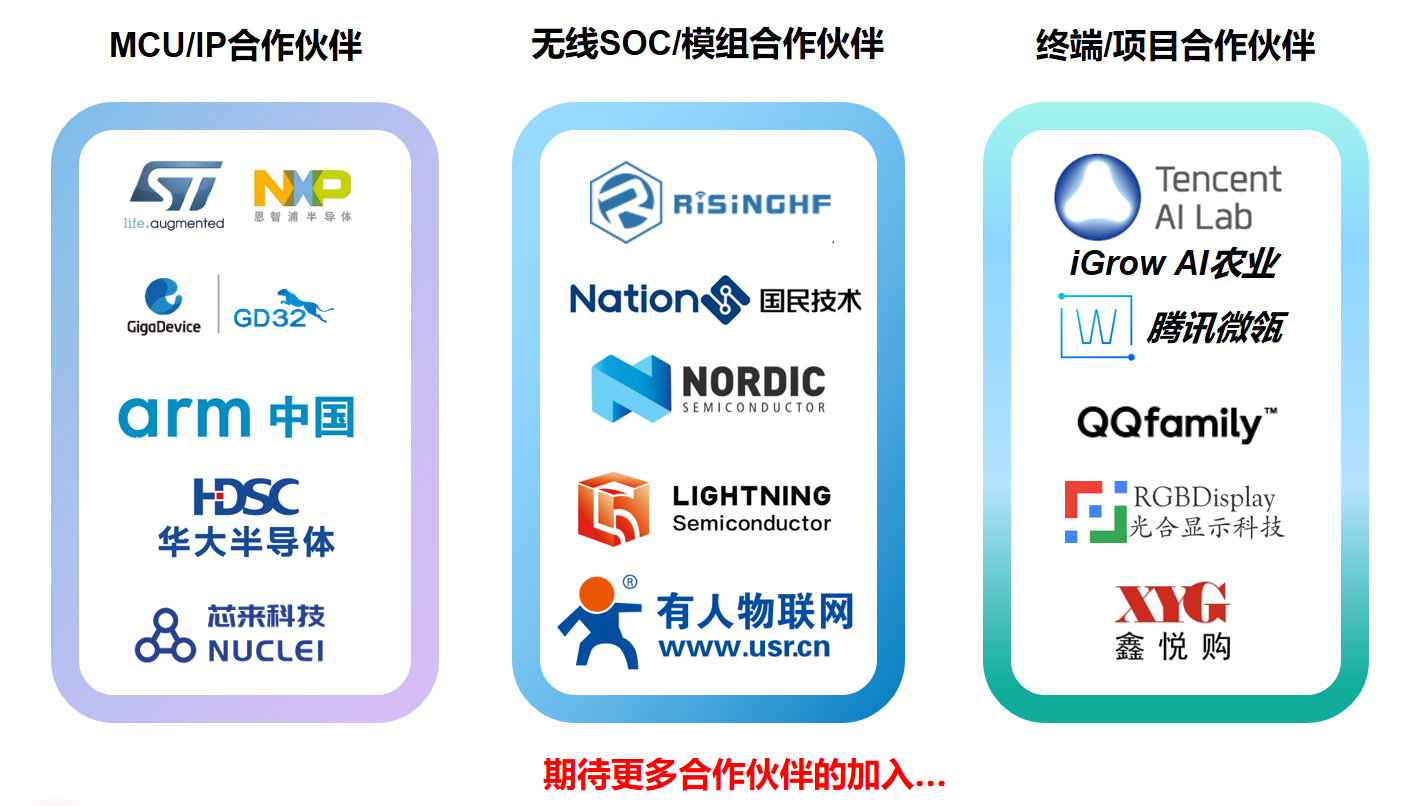 MCU/IP合作伙伴
无线SOC/模组合作伙伴
终端/项目合作伙伴
ST
life.augmented
NXP
恩智浦半导体
GigaDevice
GD32
arm 中国
HDSC
华大半导体
芯来科技
NUCLEI
RiSiNGHF
Nation 国民技术
NORDIC
SEMICONDUCTOR
LIGHTNING
Semiconductor
®
有人物联网
www.usr.cn
Tencent
AI Lab
iGrow AI农业
W 腾讯微瓴
QQfamily™
RGBDisplay
光合显示科技
XYG
鑫悦购
期待更多合作伙伴的加入...